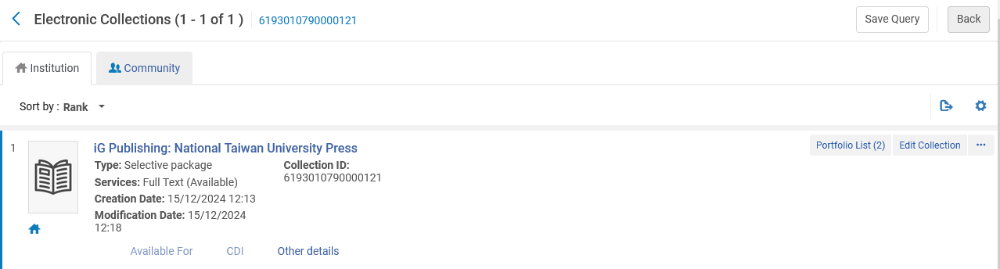 Electronic Collections (1 - 1 of 1 ) 6193010790000121 Save Query Back
Institution Community
Sort by : Rank
1 iG Publishing: National Taiwan University Press Portfolio List (2) Edit Collection ...
Type: Selective package Collection ID:
Services: Full Text (Available) 6193010790000121
Creation Date: 15/12/2024 12:13
Modification Date: 15/12/2024
12:18
Available For CDI Other details